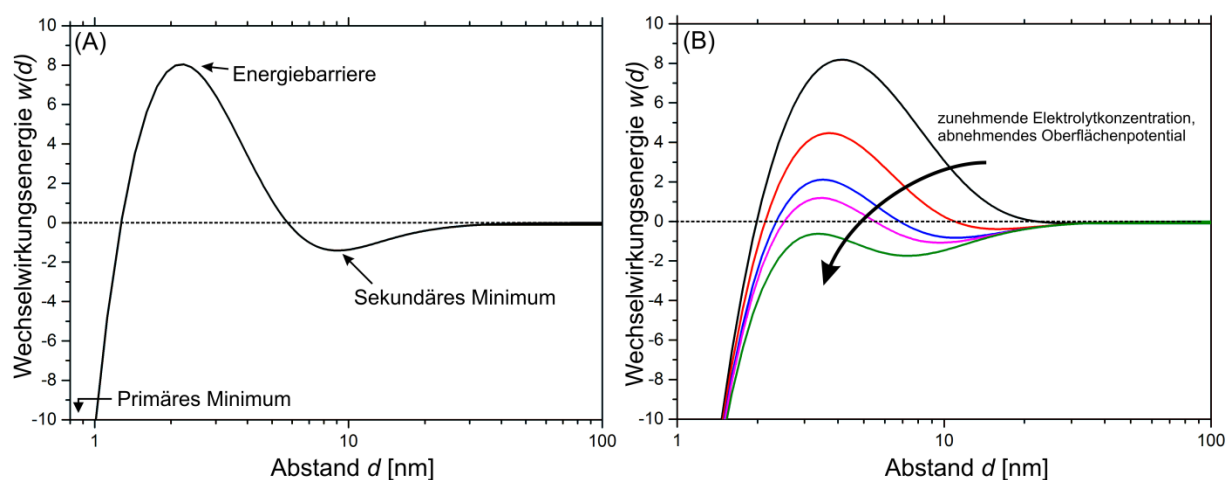 (A)
Energiebarriere
Sekundäres Minimum
Primäres Minimum
Wechselwirkungsenergie w(d)
10
8
6
4
2
0
-2
-4
-6
-8
-10
1
10
100
Abstand d [nm]
(B)
zunehmende Elektrolytkonzentration,
abnehmendes Oberflächenpotential
Wechselwirkungsenergie w(d)
10
8
6
4
2
0
-2
-4
-6
-8
-10
1
10
100
Abstand d [nm]